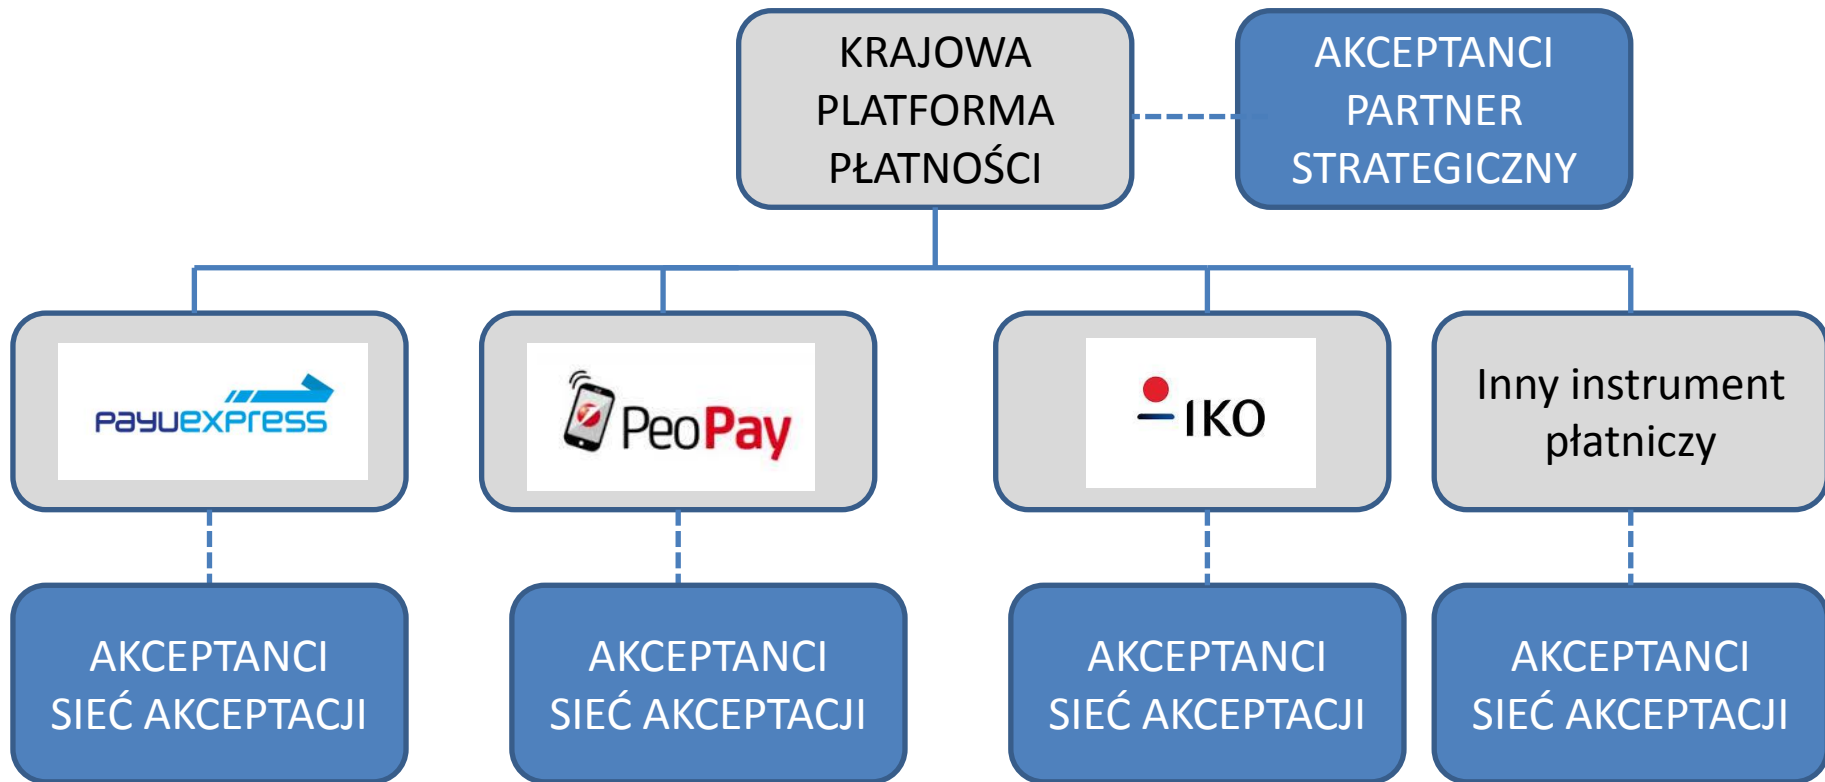 KRAJOWA
PLATFORMA
PŁATNOŚCI
AKCEPTANCI
PARTNER
STRATEGICZNY
payuexpress
PeoPay
IKO
Inny instrument
płatniczy
AKCEPTANCI
SIEĆ AKCEPTACJI
AKCEPTANCI
SIEĆ AKCEPTACJI
AKCEPTANCI
SIEĆ AKCEPTACJI
AKCEPTANCI
SIEĆ AKCEPTACJI